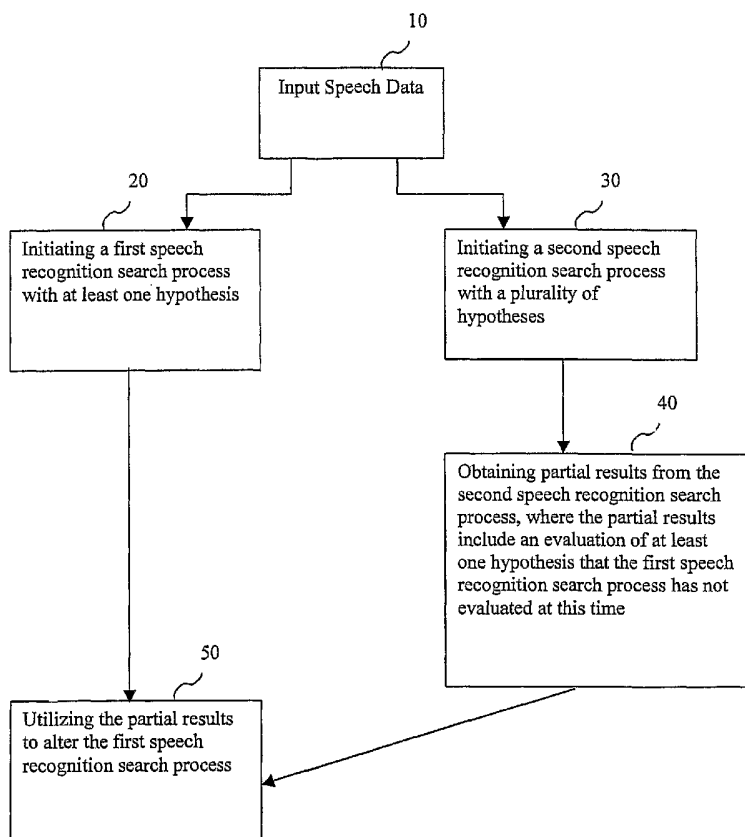 10
Input Speech Data
20
30
Initiating a first speech
recognition search process
with at least one hypothesis
Initiating a second speech
recognition search process
with a plurality of
hypotheses
40
Obtaining partial results from the
second speech recognition search
process, where the partial results
include an evaluation of at least
one hypothesis that the first speech
recognition search process has not
evaluated at this time
50
Utilizing the partial results
to alter the first speech
recognition search process